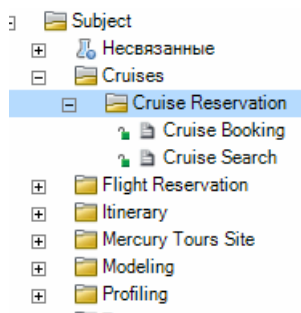 Subject
Несвязанные
Cruises
Cruise Reservation
Cruise Booking
Cruise Search
Flight Reservation
Itinerary
Mercury Tours Site
Modeling
Profiling